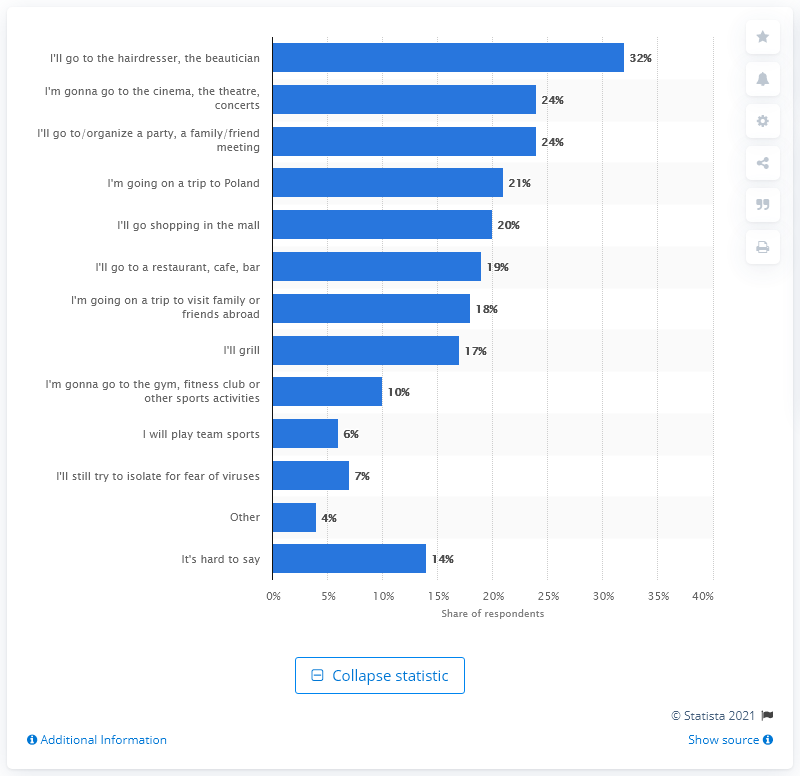 I'll go to the hairdresser, the beautician
32%
I'm gonna go to the cinema, the theatre,
concerts
24%
I'll go to/organize a party, a family/friend
meeting
24%
I'm going on a trip to Poland
21%
I'll go shopping in the mall
20%
I'll go to a restaurant, cafe, bar
19%
I'm going on a trip to visit family or
friends abroad
18%
I'll grill
17%
I'm gonna go to the gym, fitness club or
other sports activities
10%
I will play team sports
6%
I'll still try to isolate for fear of viruses
7%
Other
4%
It's hard to say
14%
0% 5% 10% 15% 20% 25% 30% 35% 40%
Share of respondents
Collapse statistic
© Statista 2021
Additional Information
Show source